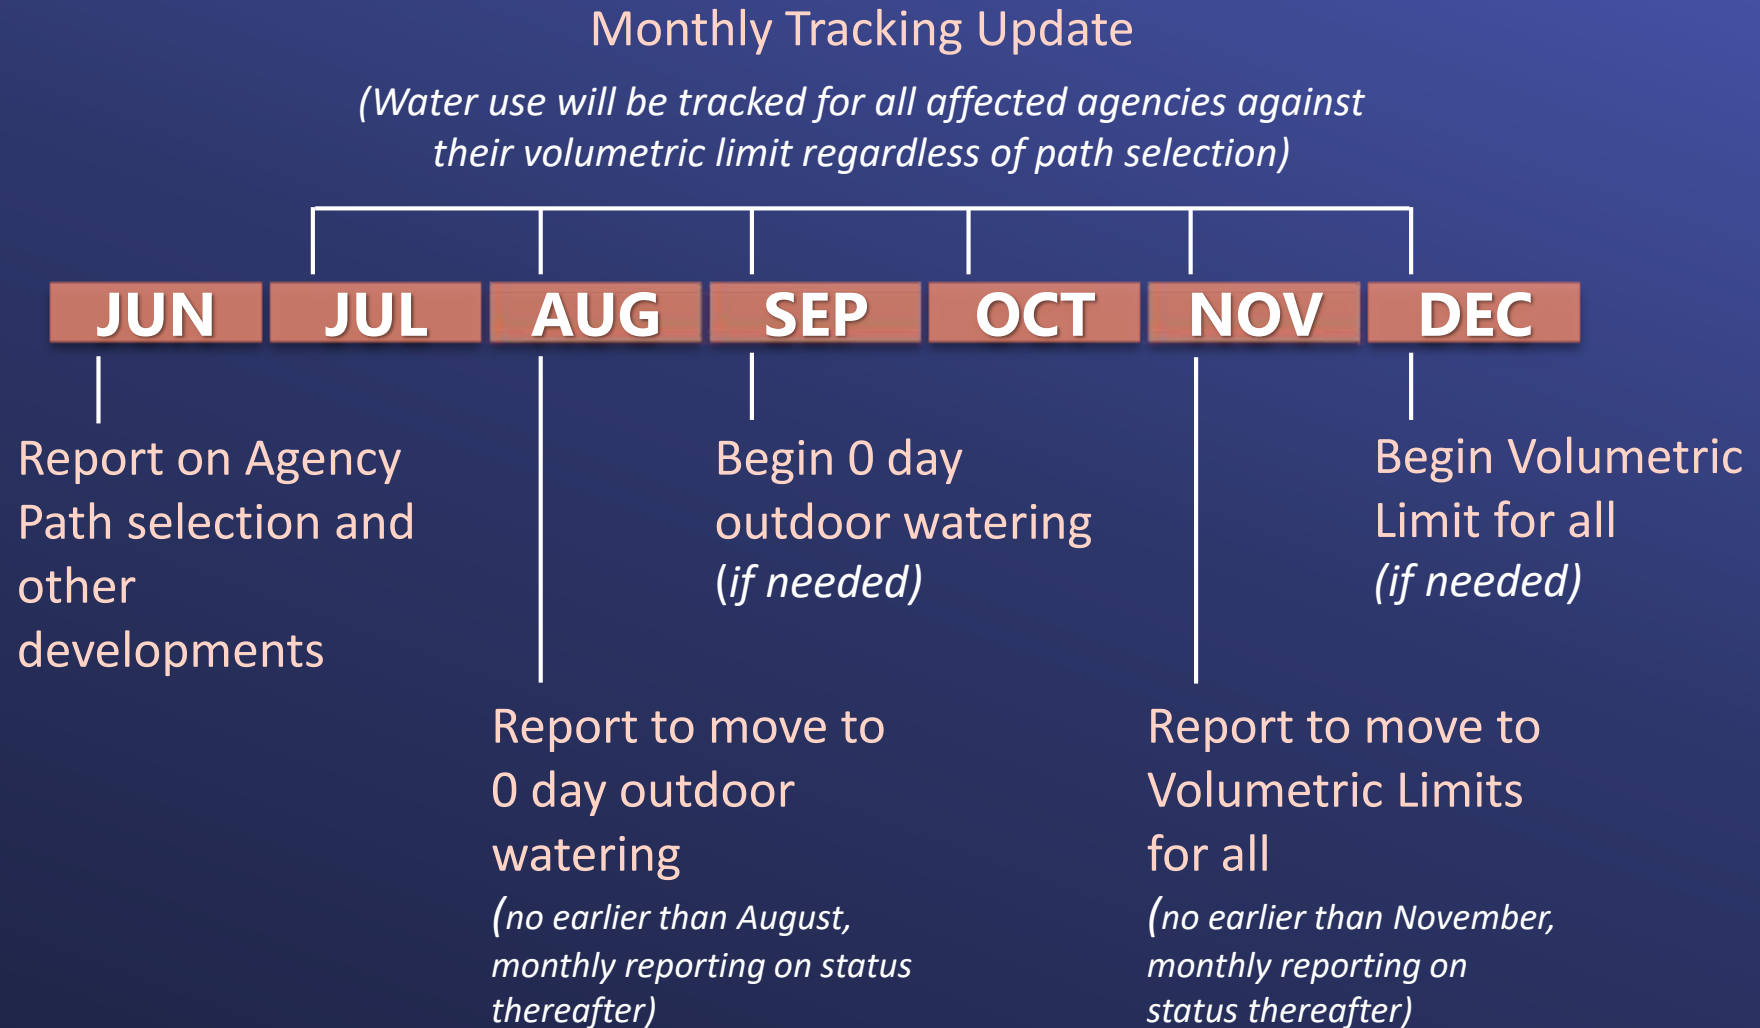 Monthly Tracking Update
(Water use will be tracked for all affected agencies against
their volumetric limit regardless of path selection)
JUN
JUL
AUG
SEP
OCT
NOV
DEC
Report on Agency
Path selection and
other
developments
Begin 0 day
outdoor watering
(if needed)
Begin Volumetric
Limit for all
(if needed)
Report to move to
0 day outdoor
watering
(no earlier than August,
monthly reporting on status
thereafter)
Report to move to
Volumetric Limits
for all
(no earlier than November,
monthly reporting on
status thereafter)